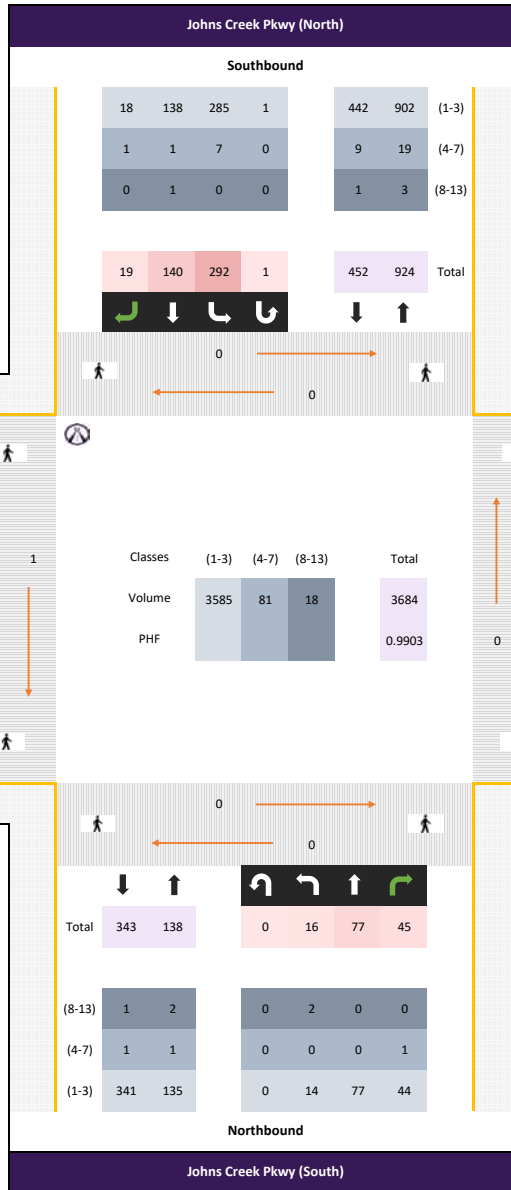 Johns Creek Pkwy (North)
Southbound
18 138 285 1 442 902 (1-3)
1 1 7 0 9 19 (4-7)
0 1 0 0 1 3 (8-13)
19 140 292 1 452 924 Total
0
0
1
Classes (1-3) (4-7) (8-13) Total
Volume 3585 81 18 3684
PHF 0.9903
0
0
0
Total 343 138 0 16 77 45
(8-13) 1 2 0 2 0 0
(4-7) 1 1 0 0 0 1
(1-3) 341 135 0 14 77 44
Northbound
Johns Creek Pkwy (South)